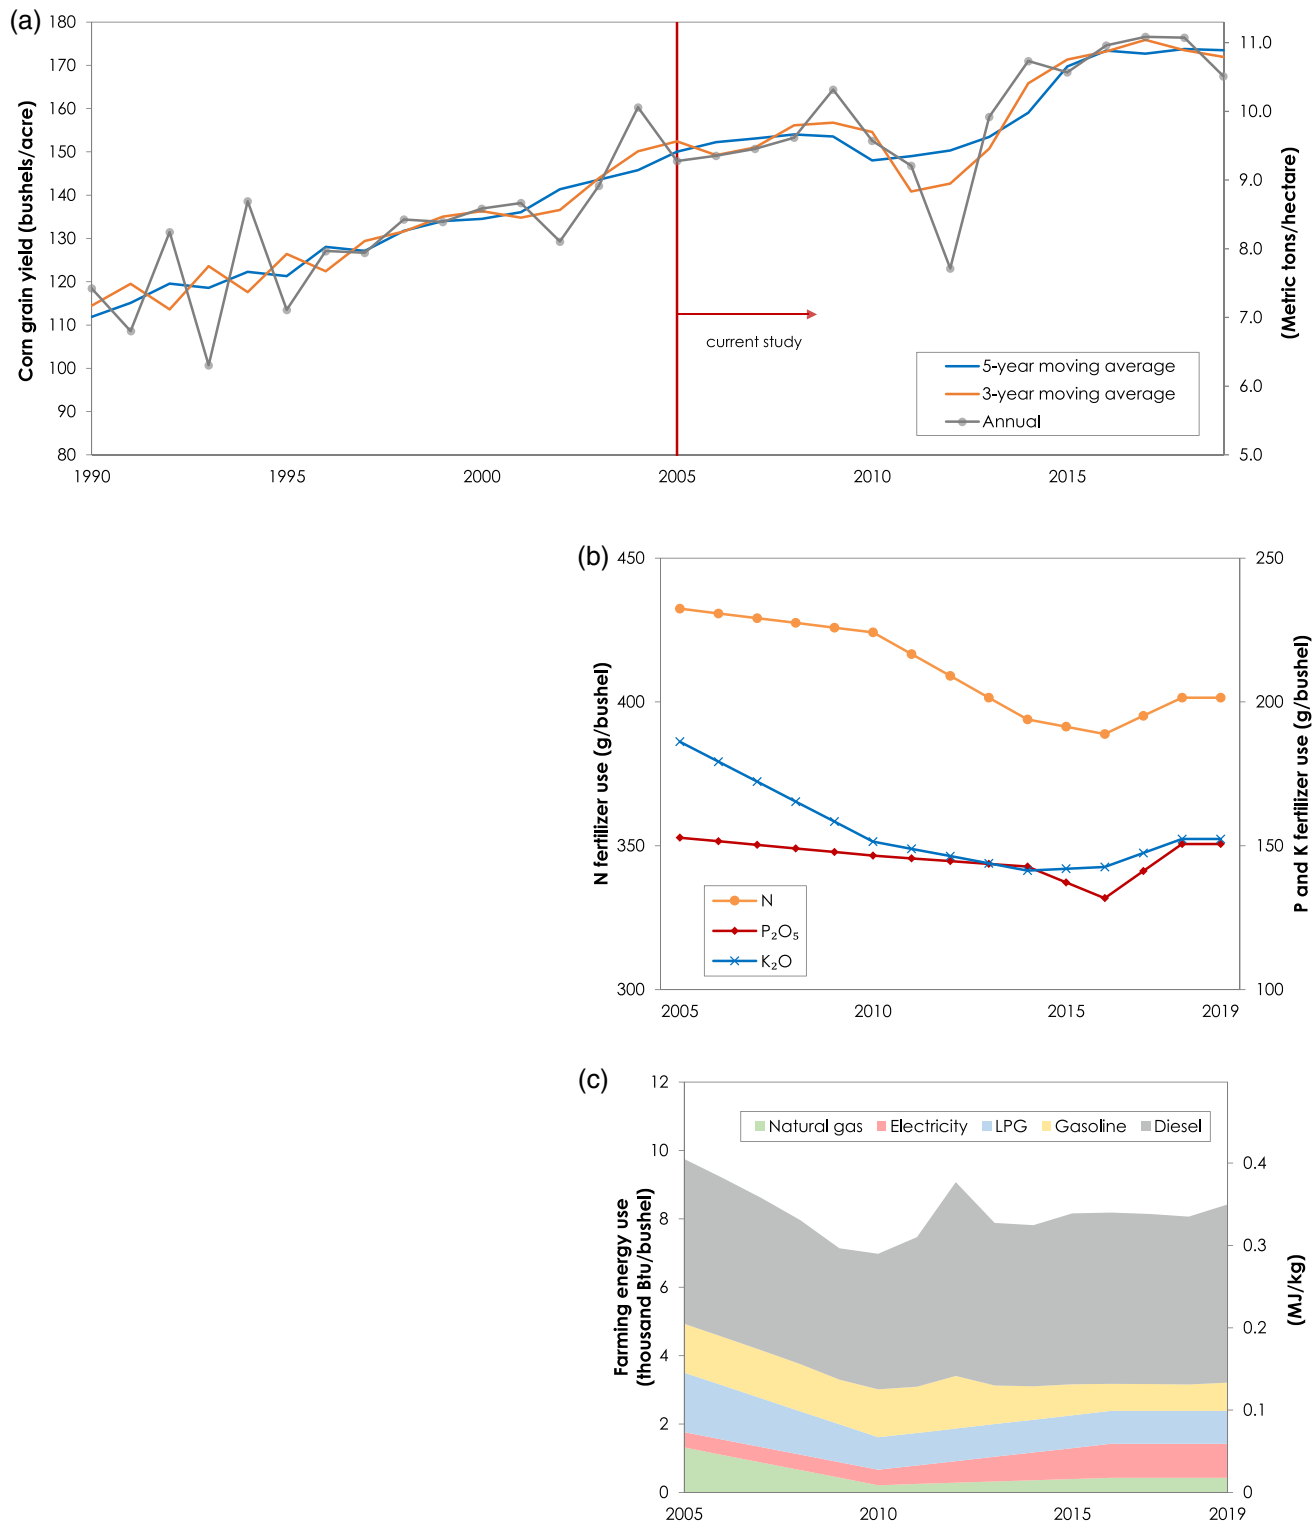 (a)
180
170
160
150
140
130
120
110
100
90
80
Corn grain yield (bushels/acre)
11.0
10.0
9.0
8.0
7.0
6.0
5.0
(Metric tons/hectare)
current study
5-year moving average
3-year moving average
Annual
1990
1995
2000
2005
2010
2015
(b)
450
400
350
300
N fertilizer use (g/bushel)
250
200
150
100
P and K fertilizer use (g/bushel)
N
P₂O₅
K₂O
2005
2010
2015
2019
(c)
12
10
8
6
4
2
0
Farming energy use
(thousand Btu/bushel)
Natural gas Electricity LPG Gasoline Diesel
0.4
0.3
0.2
0.1
0
(MJ/kg)
2005
2010
2015
2019